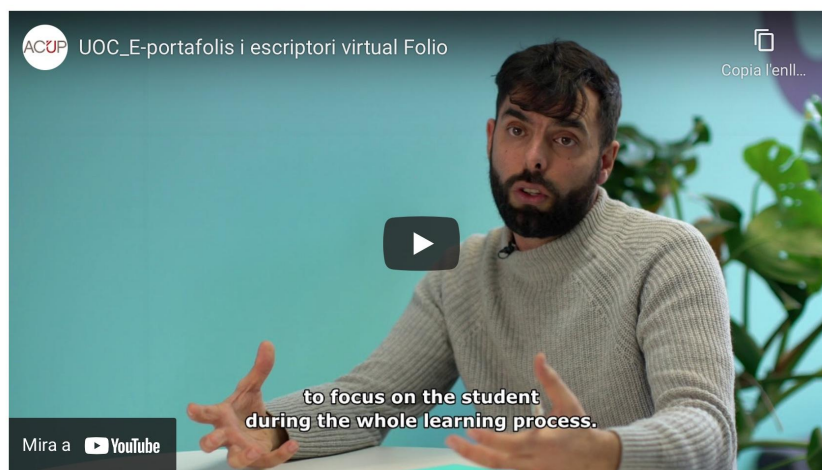 ACUP
UOC_E-portafolis i escriptori virtual Folio
Copia l'enll...
to focus on the student
during the whole learning process.
Mira a YouTube